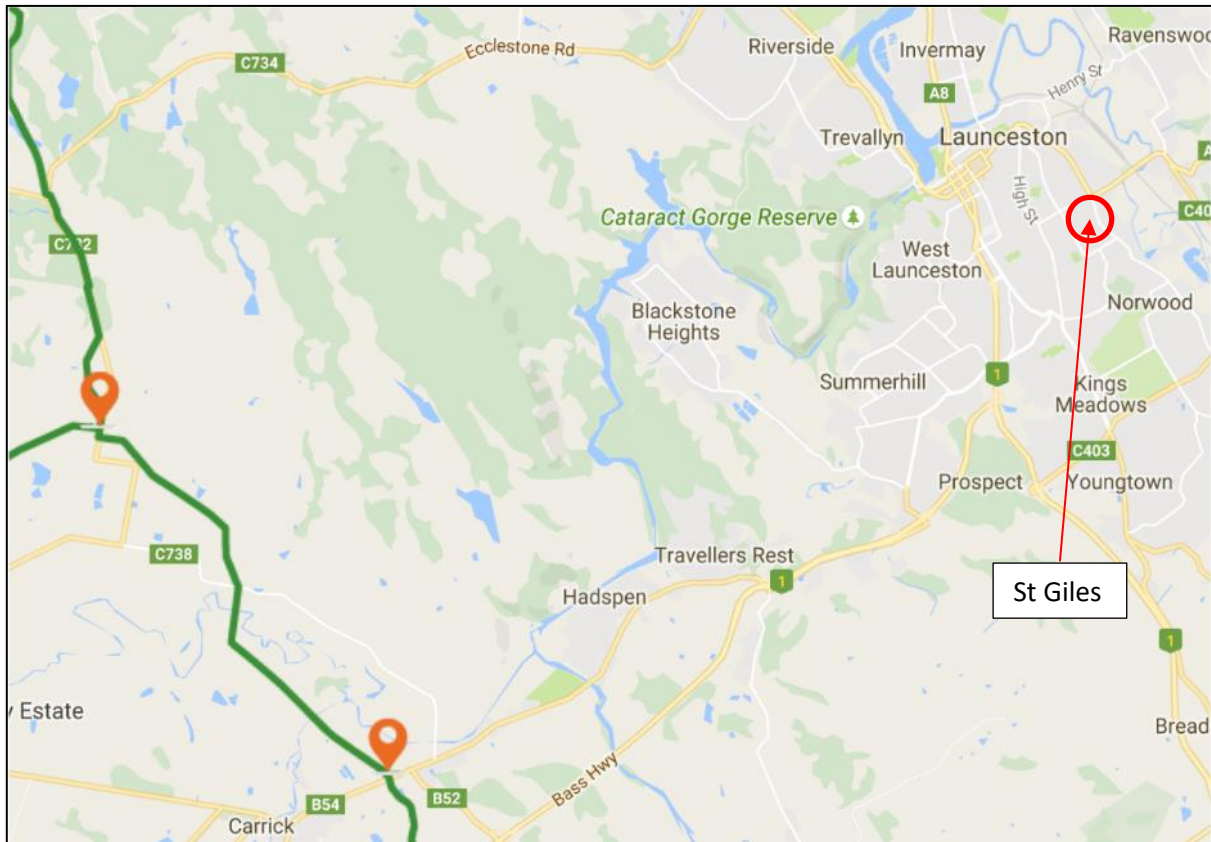 Ravenswo
Riverside
Invermay
Ecclestone Rd
C734
Henry St
A8
Trevallyn
Launceston
A
High St
Cataract Gorge Reserve
C40
C732
West
Launceston
Blackstone
Heights
Norwood
1
Summerhill
Kings
Meadows
C403
Prospect
Youngtown
C738
Travellers Rest
1
Hadspen
St Giles
1
y Estate
Bread
Bass Hwy
B52
B54
Carrick